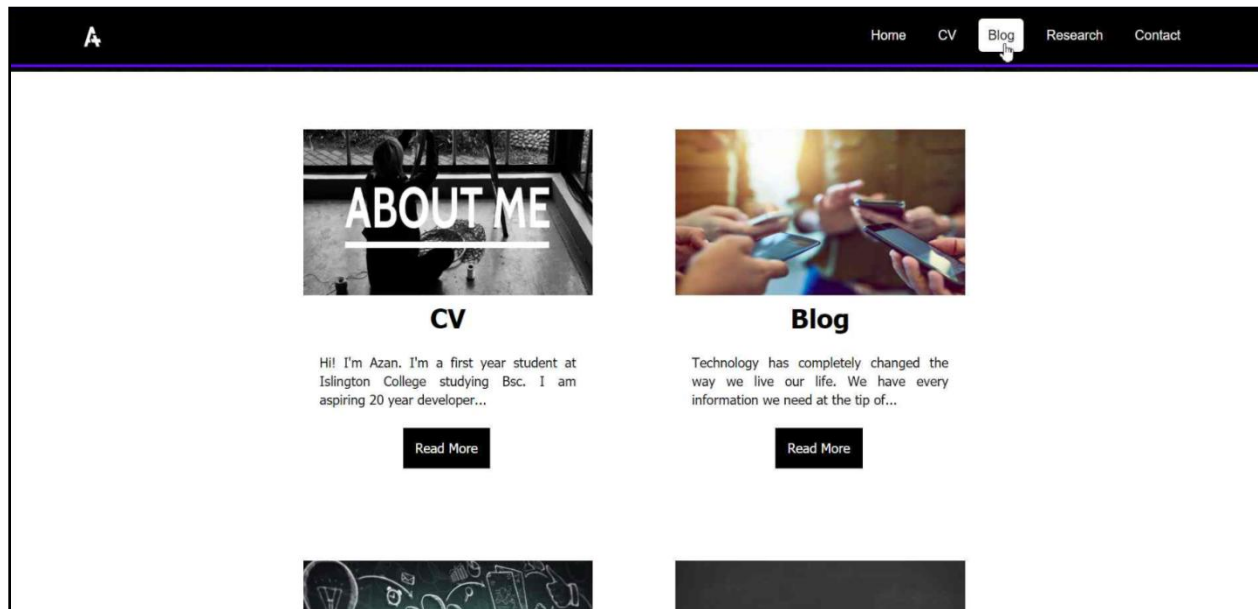 Home CV Blog Research Contact
ABOUT ME
CV
Hi! I'm Azan. I'm a first year student at
Islington College studying Bsc. I am
aspiring 20 year developer...
Read More
Blog
Technology has completely changed the
way we live our life. We have every
information we need at the tip of...
Read More